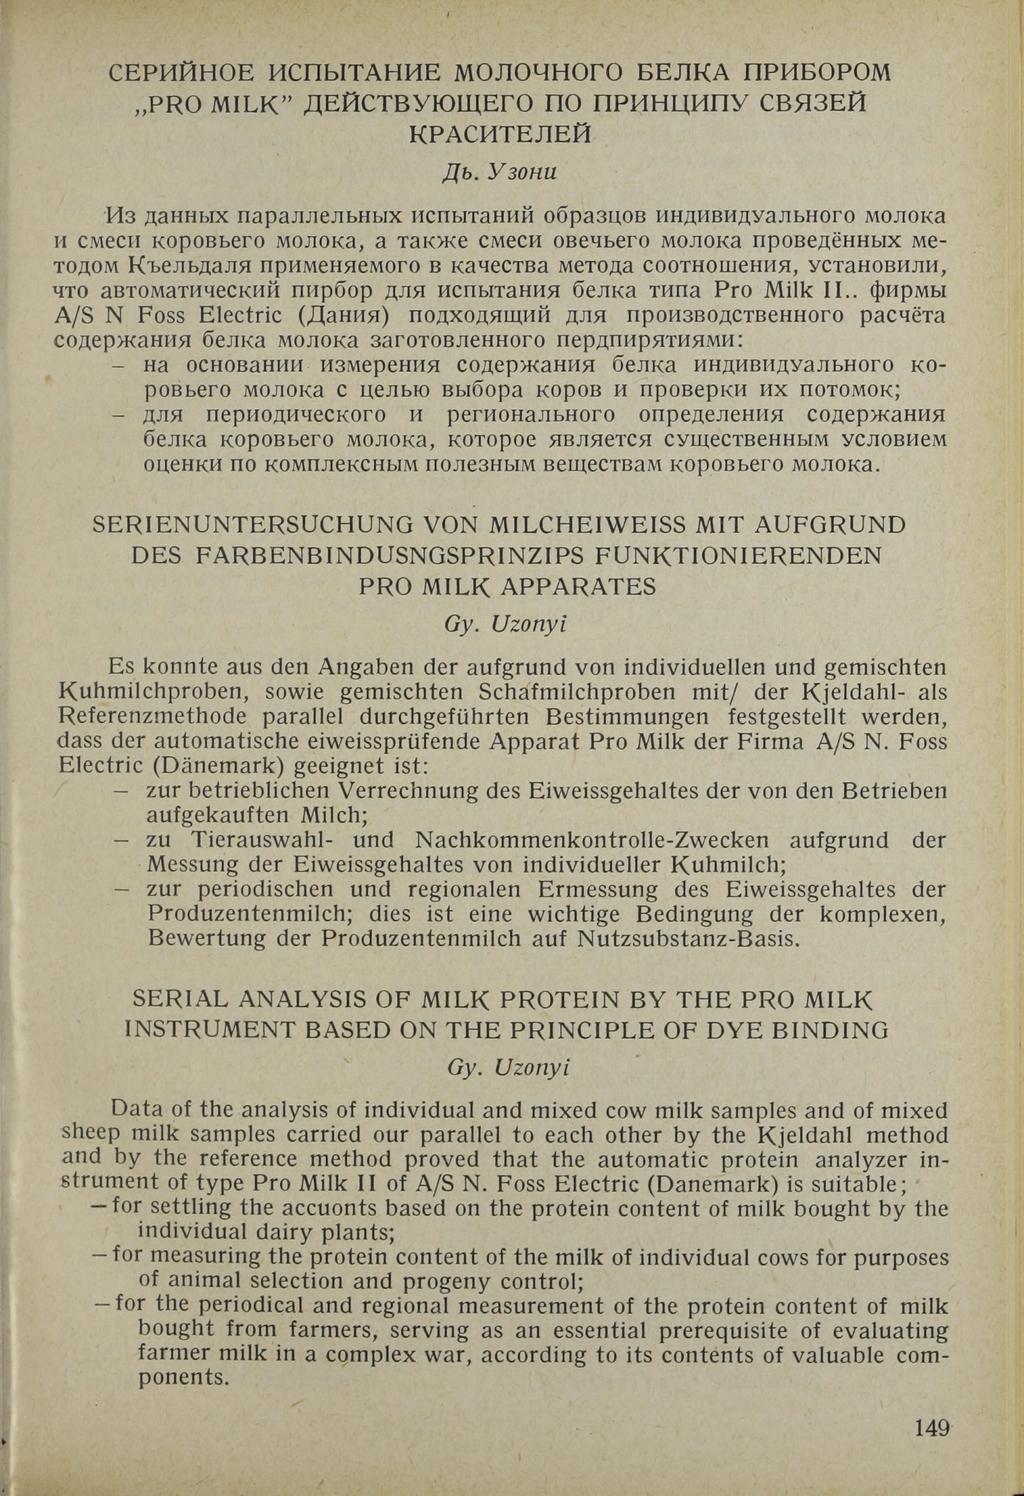 СЕРИЙНОЕ ИСПЫТАНИЕ МОЛОЧНОГО БЕЛКА ПРИБОРОМ
„PRO MILK” ДЕЙСТВУЮЩЕГО ПО ПРИНЦИПУ СВЯЗЕЙ
КРАСИТЕЛЕЙ
Дь. Узони
Из данных параллельных испытаний образцов индивидуального молока
и смеси коровьего молока, а также смеси овечьего молока проведённых ме-
тодом Къельдаля применяемого в качества метода соотношения, установили,
что автоматический пирбор для испытания белка типа Pro Milk II.. фирмы
A/S N Foss Electric (Дания) подходящий для производственного расчёта
содержания белка молока заготовленного пердпирятиями:
– на основании измерения содержания белка индивидуального ко-
ровьего молока с целью выбора коров и проверки их потомок;
– для периодического и регионального определения содержания
белка коровьего молока, которое является существенным условием
оценки по комплексным полезным веществам коровьего молока.
SERIENUNTERSUCHUNG VON MILCHEIWEISS MIT AUFGRUND
DES FARBENBINDUSNGSPRINZIPS FUNKTIONIERENDEN
PRO MILK APPARATES
Gy. Uzonyi
Es konnte aus den Angaben der aufgrund von individuellen und gemischten
Kuhmilchproben, sowie gemischten Schafmilchproben mit/ der Kjeldahl- als
Referenzmethode parallel durchgeführten Bestimmungen festgestellt werden,
dass der automatische eiweissprüfende Apparat Pro Milk der Firma A/S N. Foss
Electric (Dänemark) geeignet ist:
– zur betrieblichen Verrechnung des Eiweissgehaltes der von den Betrieben
aufgekauften Milch;
– zu Tierauswahl- und Nachkommenkontrolle-Zwecken aufgrund der
Messung der Eiweissgehaltes von individueller Kuhmilch;
– zur periodischen und regionalen Ermessung des Eiweissgehaltes der
Produzentenmilch; dies ist eine wichtige Bedingung der komplexen,
Bewertung der Produzentenmilch auf Nutzsubstanz-Basis.
SERIAL ANALYSIS OF MILK PROTEIN BY THE PRO MILK
INSTRUMENT BASED ON THE PRINCIPLE OF DYE BINDING
Gy. Uzonyi
Data of the analysis of individual and mixed cow milk samples and of mixed
sheep milk samples carried our parallel to each other by the Kjeldahl method
and by the reference method proved that the automatic protein analyzer in-
strument of type Pro Milk II of A/S N. Foss Electric (Danemark) is suitable;
– for settling the accuonts based on the protein content of milk bought by the
individual dairy plants;
– for measuring the protein content of the milk of individual cows for purposes
of animal selection and progeny control;
– for the periodical and regional measurement of the protein content of milk
bought from farmers, serving as an essential prerequisite of evaluating
farmer milk in a complex war, according to its contents of valuable com-
ponents.
149